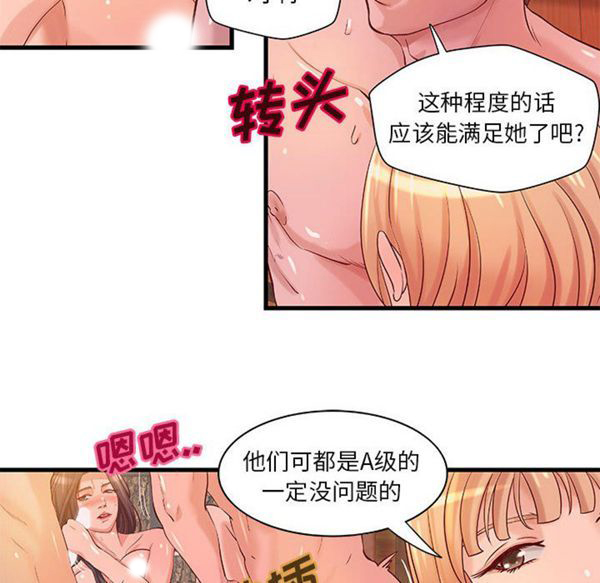 转头
这种程度的话
应该能满足她了吧?
嗯嗯..
他们可都是A级的
一定没问题的